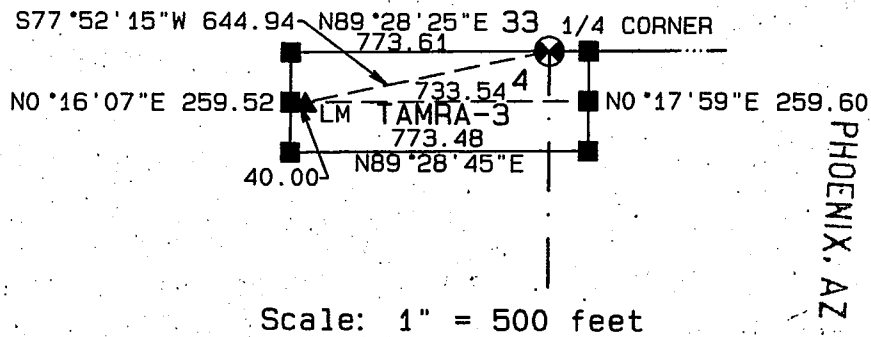 S77°52'15"W 644.94
N89°28'25"E 33 1/4 CORNER
773.61
4
N0°16'07"E 259.52
733.54
N0°17'59"E 259.60
LM TAMRA-3
773.48
40.00
N89°28'45"E
PHOENIX, AZ
Scale: 1" = 500 feet